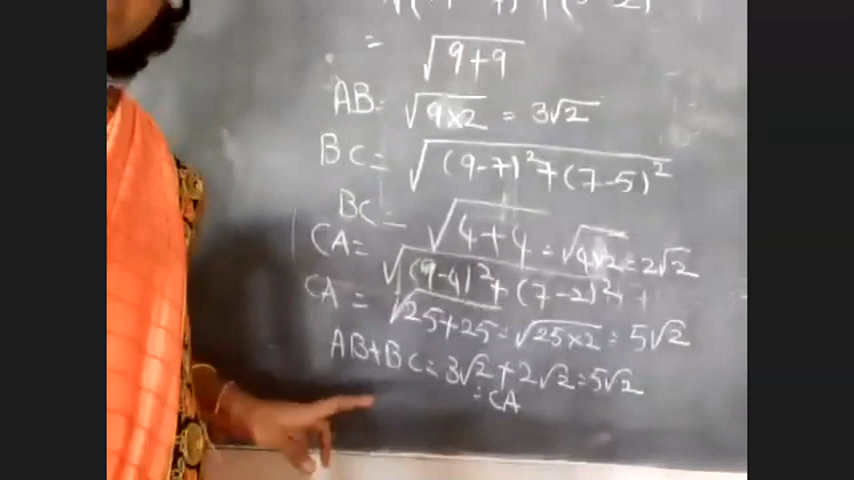 = √9+9
AB= √9×2 = 3√2
BC= √(9-7)²+(7-5)²
BC= √4+4 = √4×2 = 2√2
CA= √(9-4)²+(7-2)²
CA = √25+25 = √25×2 = 5√2
AB+BC= 3√2 + 2√2 = 5√2
= CA